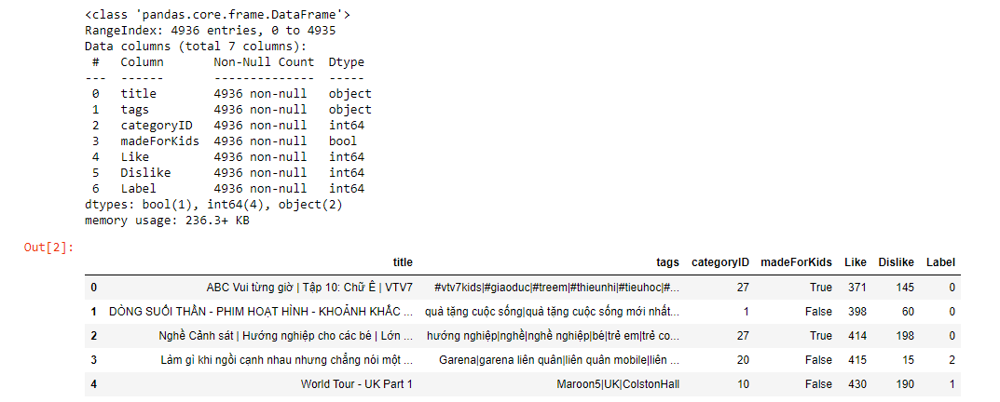 <class 'pandas.core.frame.DataFrame'>
RangeIndex: 4936 entries, 0 to 4935
Data columns (total 7 columns):
 #   Column       Non-Null Count  Dtype
---  ------       --------------  -----
 0   title        4936 non-null   object
 1   tags         4936 non-null   object
 2   categoryID   4936 non-null   int64
 3   madeForKids  4936 non-null   bool
 4   Like         4936 non-null   int64
 5   Dislike      4936 non-null   int64
 6   Label        4936 non-null   int64
dtypes: bool(1), int64(4), object(2)
memory usage: 236.3+ KB
Out[2]:
title tags categoryID madeForKids Like Dislike Label
0 ABC Vui từng giờ | Tập 10: Chữ Ê | VTV7 #vtv7kids|#giaoduc|#treem|#thieunhi|#tieuhoc|#... 27 True 371 145 0
1 DÒNG SUỐI THẦN - PHIM HOẠT HÌNH - KHOẢNH KHẮC ... quà tặng cuộc sống|quà tặng cuộc sống mới nhất... 1 False 398 60 0
2 Nghề Cảnh sát | Hướng nghiệp cho các bé | Lớn ... hướng nghiệp|nghề|nghề nghiệp|bé|trẻ em|trẻ co... 27 True 414 198 0
3 Làm gì khi ngồi cạnh nhau nhưng chẳng nói một ... Garena|garena liên quân|liên quân mobile|liên ... 20 False 415 15 2
4 World Tour - UK Part 1 Maroon5|UK|ColstonHall 10 False 430 190 1